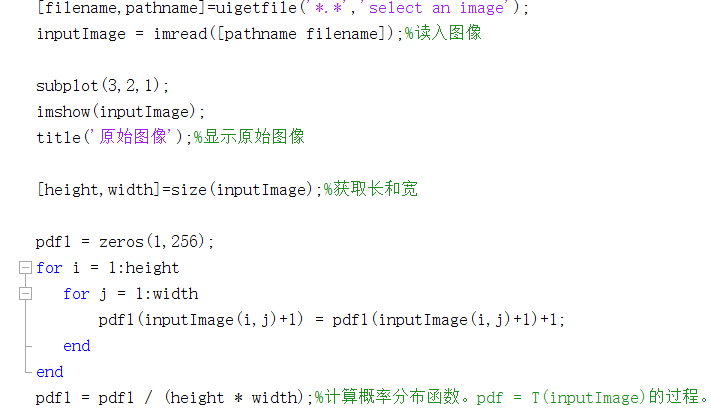 [filename,pathname]=uigetfile('*.*','select an image');
inputImage = imread([pathname filename]);%读入图像
subplot(3,2,1);
imshow(inputImage);
title('原始图像');%显示原始图像
[height,width]=size(inputImage);%获取长和宽
pdf1 = zeros(1,256);
for i = 1:height
for j = 1:width
pdf1(inputImage(i,j)+1) = pdf1(inputImage(i,j)+1)+1;
end
end
pdf1 = pdf1 / (height * width);%计算概率分布函数。pdf = T(inputImage)的过程。